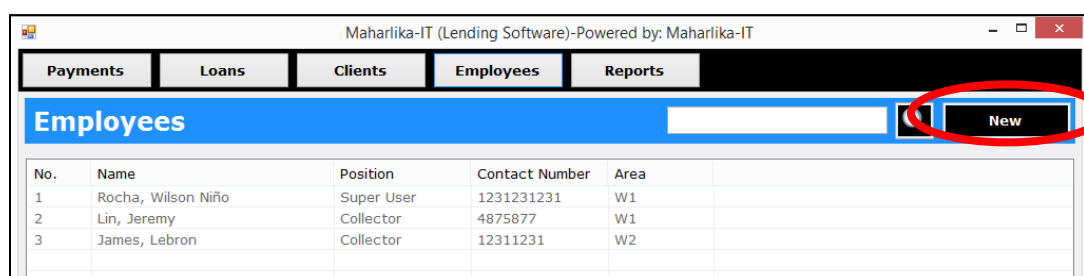 Maharlika-IT (Lending Software)-Powered by: Maharlika-IT
Payments Loans Clients Employees Reports
Employees New
No. Name Position Contact Number Area
1 Rocha, Wilson Niño Super User 1231231231 W1
2 Lin, Jeremy Collector 4875877 W1
3 James, Lebron Collector 12311231 W2